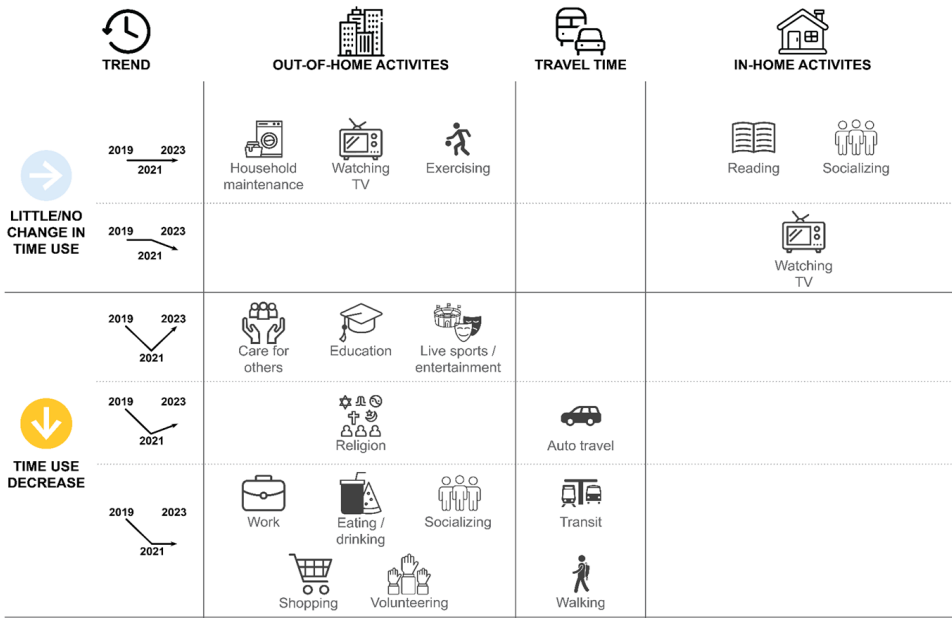 TREND
OUT-OF-HOME ACTIVITES
TRAVEL TIME
IN-HOME ACTIVITES
LITTLE/NO
CHANGE IN
TIME USE
2019 2023
2021
Household
maintenance
Watching
TV
Exercising
Reading
Socializing
2019 2023
2021
Watching
TV
TIME USE
DECREASE
2019 2023
2021
Care for
others
Education
Live sports /
entertainment
2019 2023
2021
Religion
Auto travel
2019 2023
2021
Work
Eating /
drinking
Socializing
Transit
Shopping
Volunteering
Walking